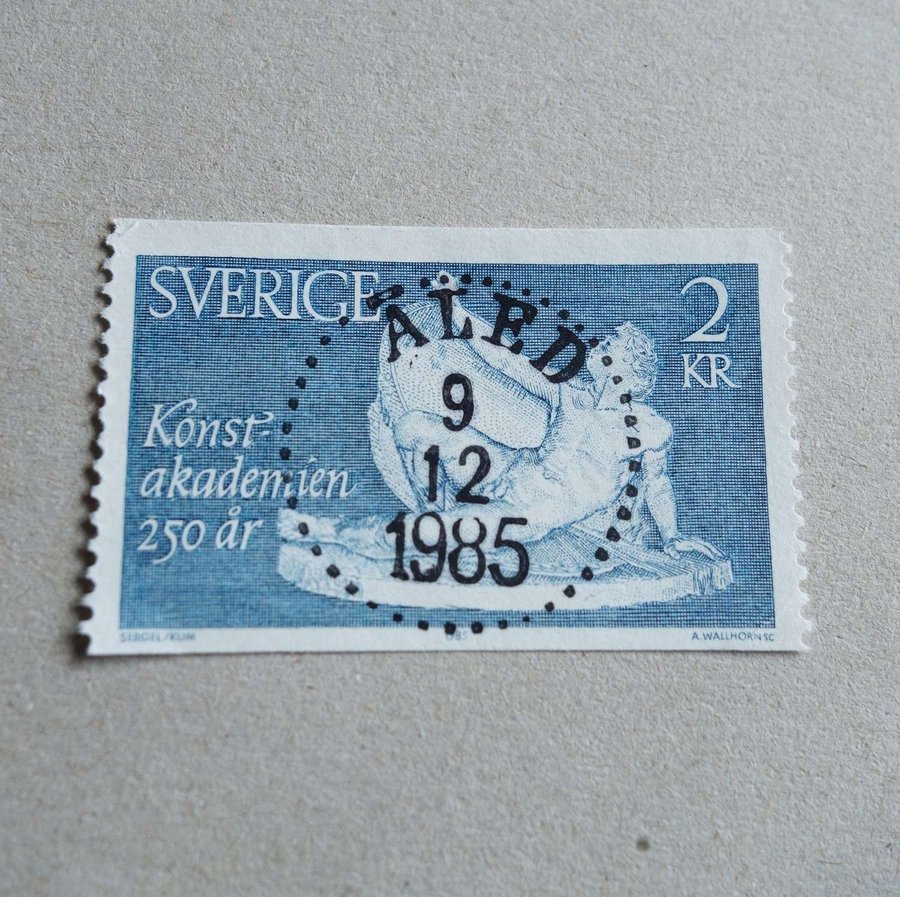 SVERIGE
2
KR
Konst-
akademien
250 år
ÅLED
9
12
1985
SERGEL/KUM
1985
A. WALLHORN SC